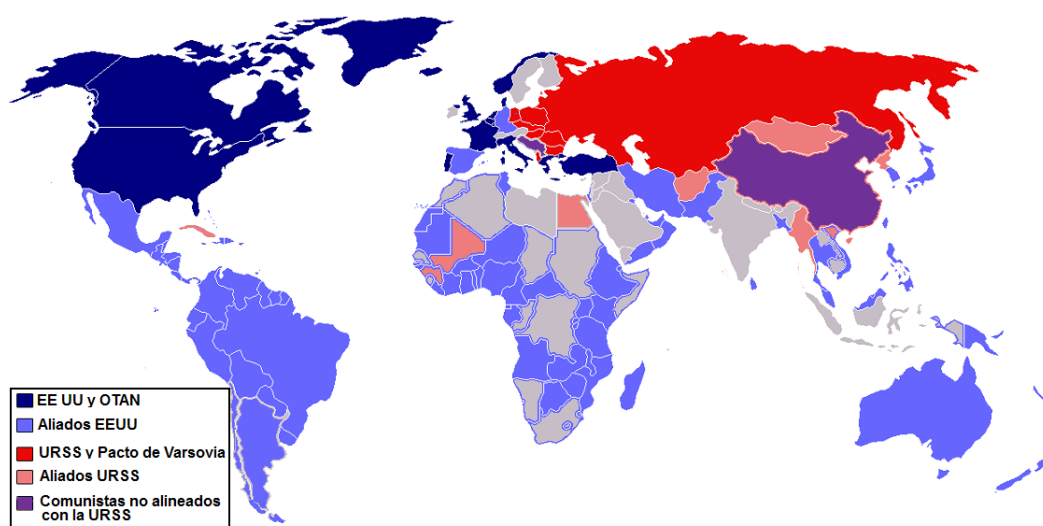 EE UU y OTAN
Aliados EEUU
URSS y Pacto de Varsovia
Aliados URSS
Comunistas no alineados
con la URSS